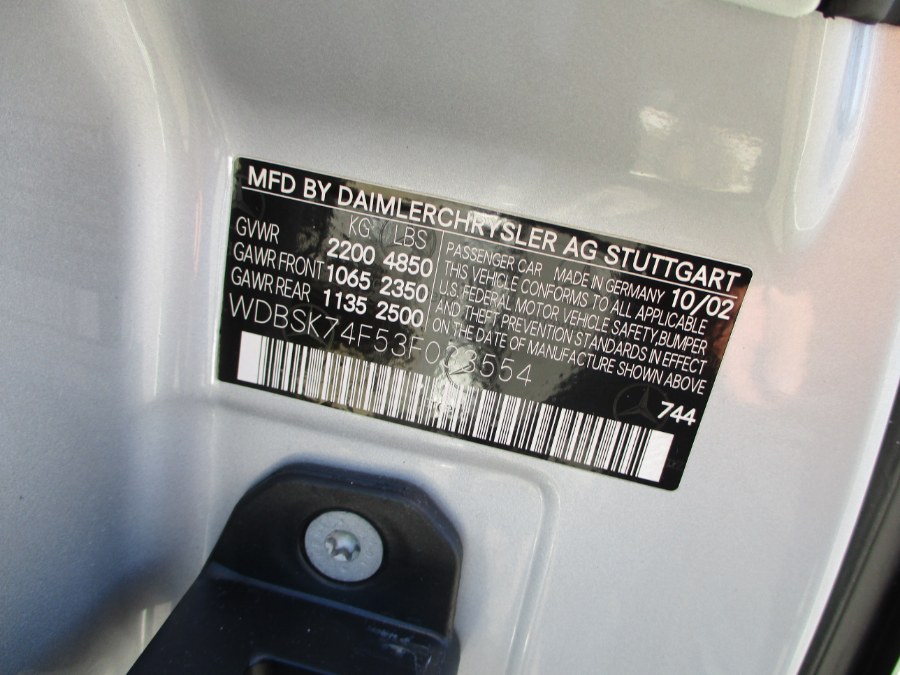 MFD BY DAIMLERCHRYSLER AG STUTTGART
KG LBS
GVWR 2200 4850
GAWR FRONT 1065 2350
GAWR REAR 1135 2500
PASSENGER CAR MADE IN GERMANY 10/02
THIS VEHICLE CONFORMS TO ALL APPLICABLE
U.S. FEDERAL MOTOR VEHICLE SAFETY,BUMPER
AND THEFT PREVENTION STANDARDS IN EFFECT
ON THE DATE OF MANUFACTURE SHOWN ABOVE
WDBSK74F53F033554
744